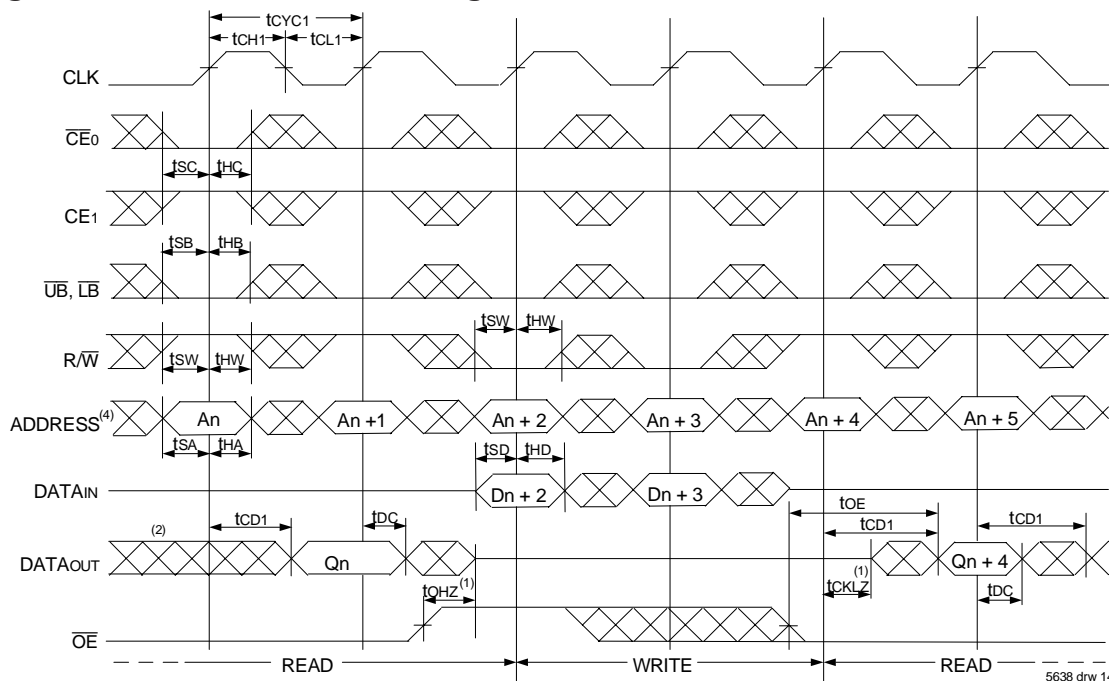 tCYC1
tCH1 tCL1
CLK
CE0
tSC tHC
CE1
tSB tHB
UB, LB
tSW tHW
R/W
tSW tHW
ADDRESS(4) An An +1 An + 2 An + 3 An + 4 An + 5
tSA tHA tSD tHD
DATAIN Dn + 2 Dn + 3
tOE
(2) tCD1 tDC tCD1 tCD1
DATAOUT Qn Qn + 4
(1)
tOHZ(1) tCKLZ tDC
OE
READ WRITE READ
5638 drw 14